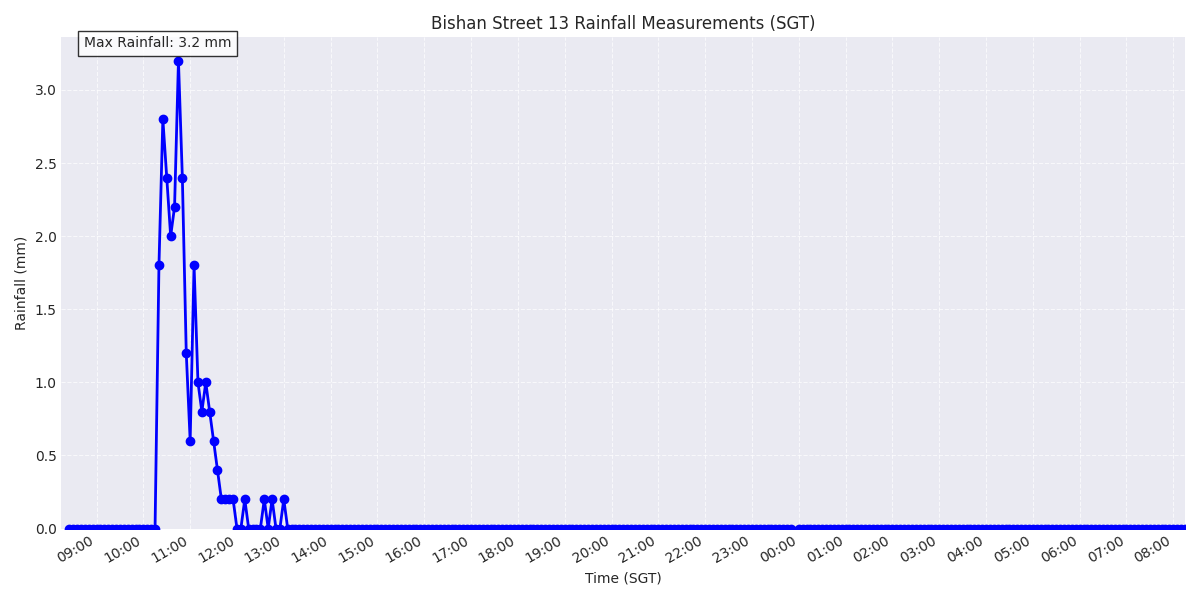 Bishan Street 13 Rainfall Measurements (SGT)
Max Rainfall: 3.2 mm
Rainfall (mm)
3.0
2.5
2.0
1.5
1.0
0.5
0.0
09:00 10:00 11:00 12:00 13:00 14:00 15:00 16:00 17:00 18:00 19:00 20:00 21:00 22:00 23:00 00:00 01:00 02:00 03:00 04:00 05:00 06:00 07:00 08:00
Time (SGT)